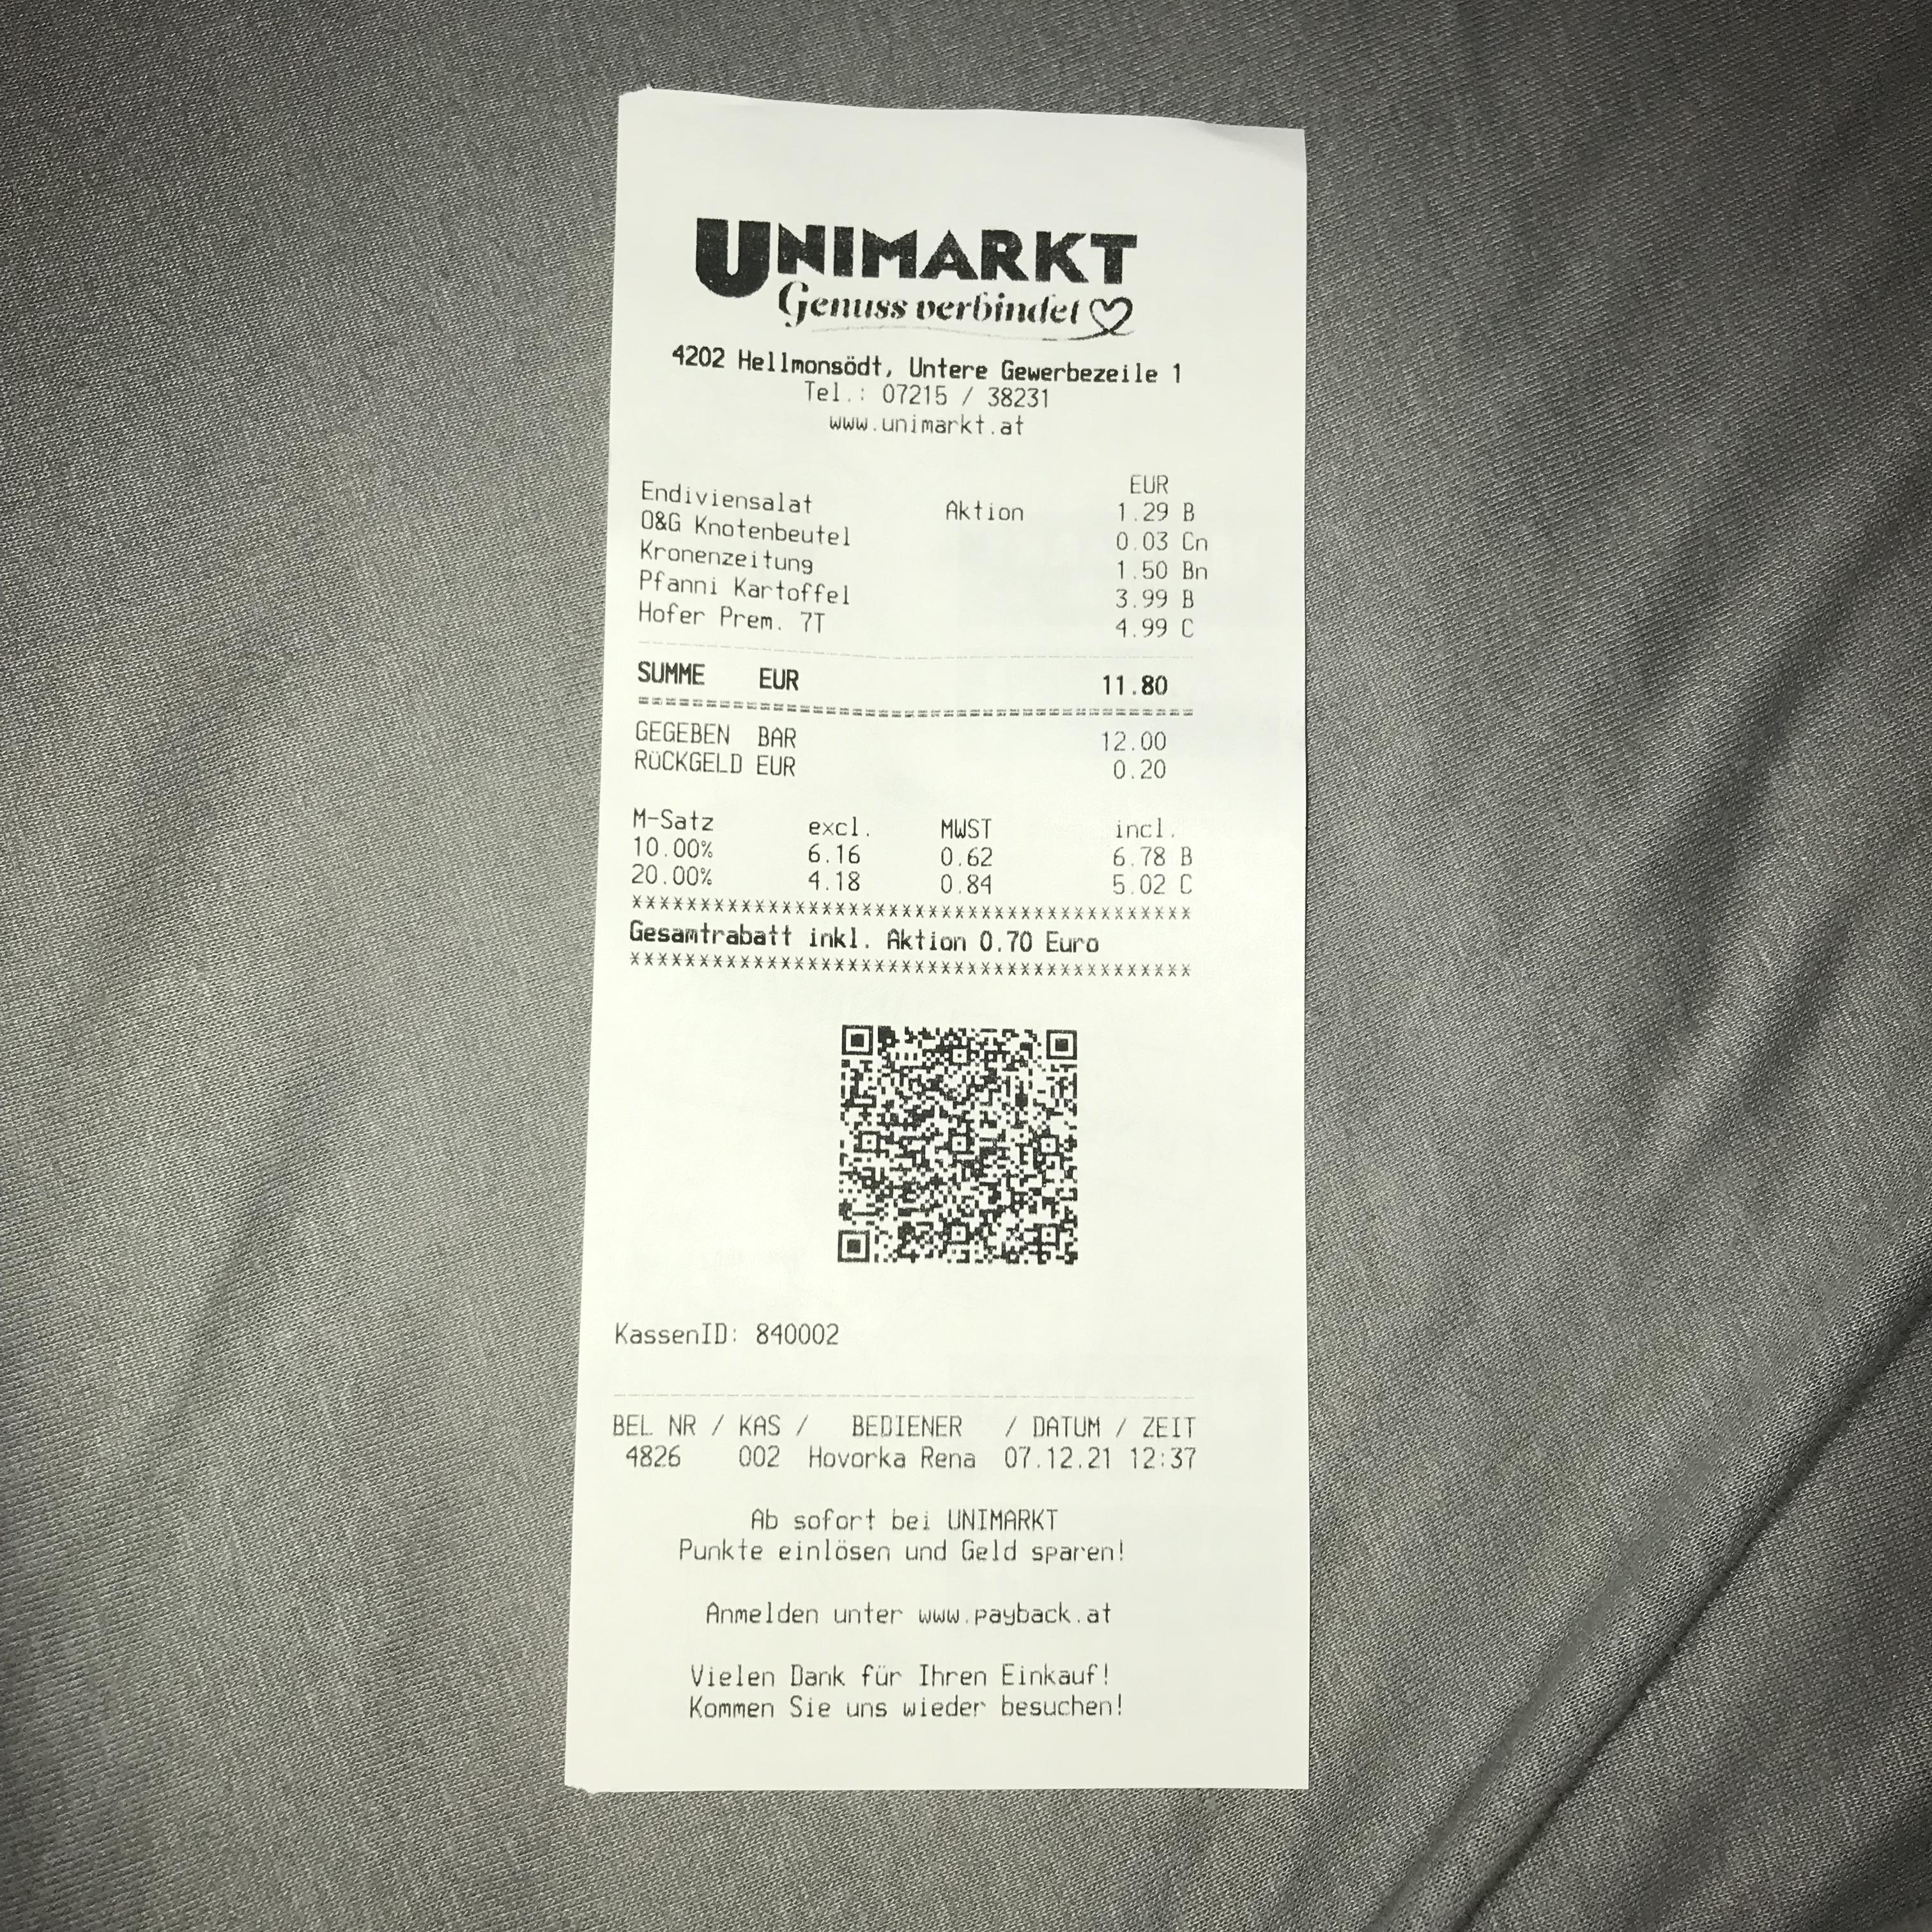 UNIMARKT
Genuss verbindet
4202 Hellmonsödt, Untere Gewerbezeile 1
Tel.: 07215 / 38231
www.unimarkt.at
EUR
Endiviensalat Aktion 1.29 B
O&G Knotenbeutel 0.03 Cn
Kronenzeitung 1.50 Bn
Pfanni Kartoffel 3.99 B
Hofer Prem. 7T 4.99 C
SUMME EUR 11.80
GEGEBEN BAR 12.00
RÜCKGELD EUR 0.20
M-Satz excl. MWST incl.
10.00% 6.16 0.62 6.78 B
20.00% 4.18 0.84 5.02 C
******************************************
Gesamtrabatt inkl. Aktion 0.70 Euro
******************************************
KassenID: 840002
BEL NR / KAS / BEDIENER / DATUM / ZEIT
4826 002 Hovorka Rena 07.12.21 12:37
Ab sofort bei UNIMARKT
Punkte einlösen und Geld sparen!
Anmelden unter www.payback.at
Vielen Dank für Ihren Einkauf!
Kommen Sie uns wieder besuchen!